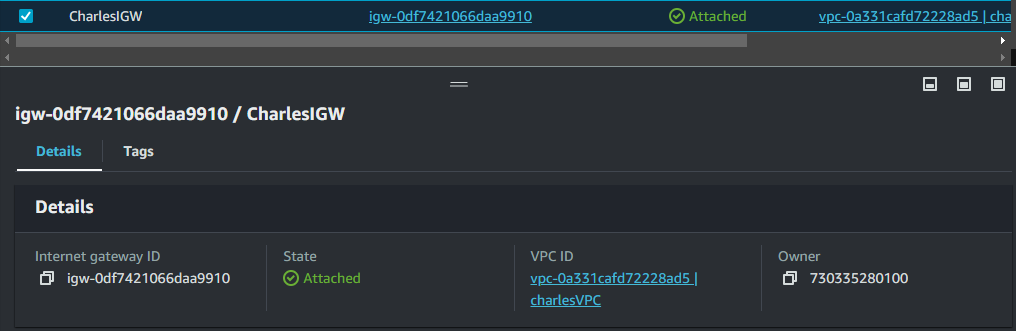 CharlesIGW igw-0df7421066daa9910 Attached vpc-0a331cafd72228ad5 | cha
igw-0df7421066daa9910 / CharlesIGW
Details Tags
Details
Internet gateway ID State VPC ID Owner
igw-0df7421066daa9910 Attached vpc-0a331cafd72228ad5 | 730335280100
charlesVPC